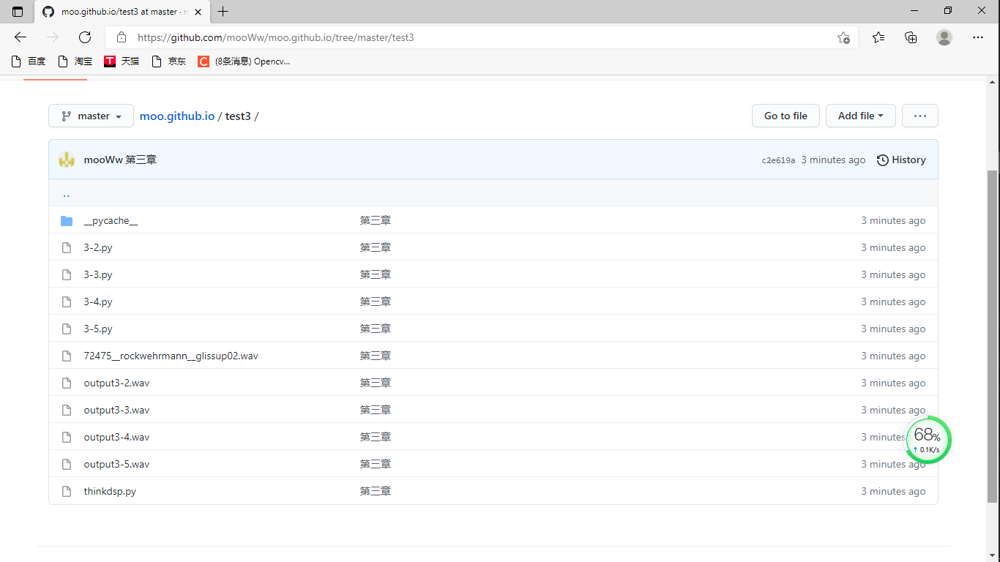 moo.github.io/test3 at master ·
https://github.com/mooWw/moo.github.io/tree/master/test3
百度 淘宝 T 天猫 京东 C (8条消息) Opencv...
master moo.github.io / test3 / Go to file Add file ...
mooWw 第三章 c2e619a 3 minutes ago History
..
__pycache__ 第三章 3 minutes ago
3-2.py 第三章 3 minutes ago
3-3.py 第三章 3 minutes ago
3-4.py 第三章 3 minutes ago
3-5.py 第三章 3 minutes ago
72475__rockwehrmann__glissup02.wav 第三章 3 minutes ago
output3-2.wav 第三章 3 minutes ago
output3-3.wav 第三章 3 minutes ago
output3-4.wav 第三章 3 minutes
68%
0.1K/s
output3-5.wav 第三章 3 minutes ago
thinkdsp.py 第三章 3 minutes ago